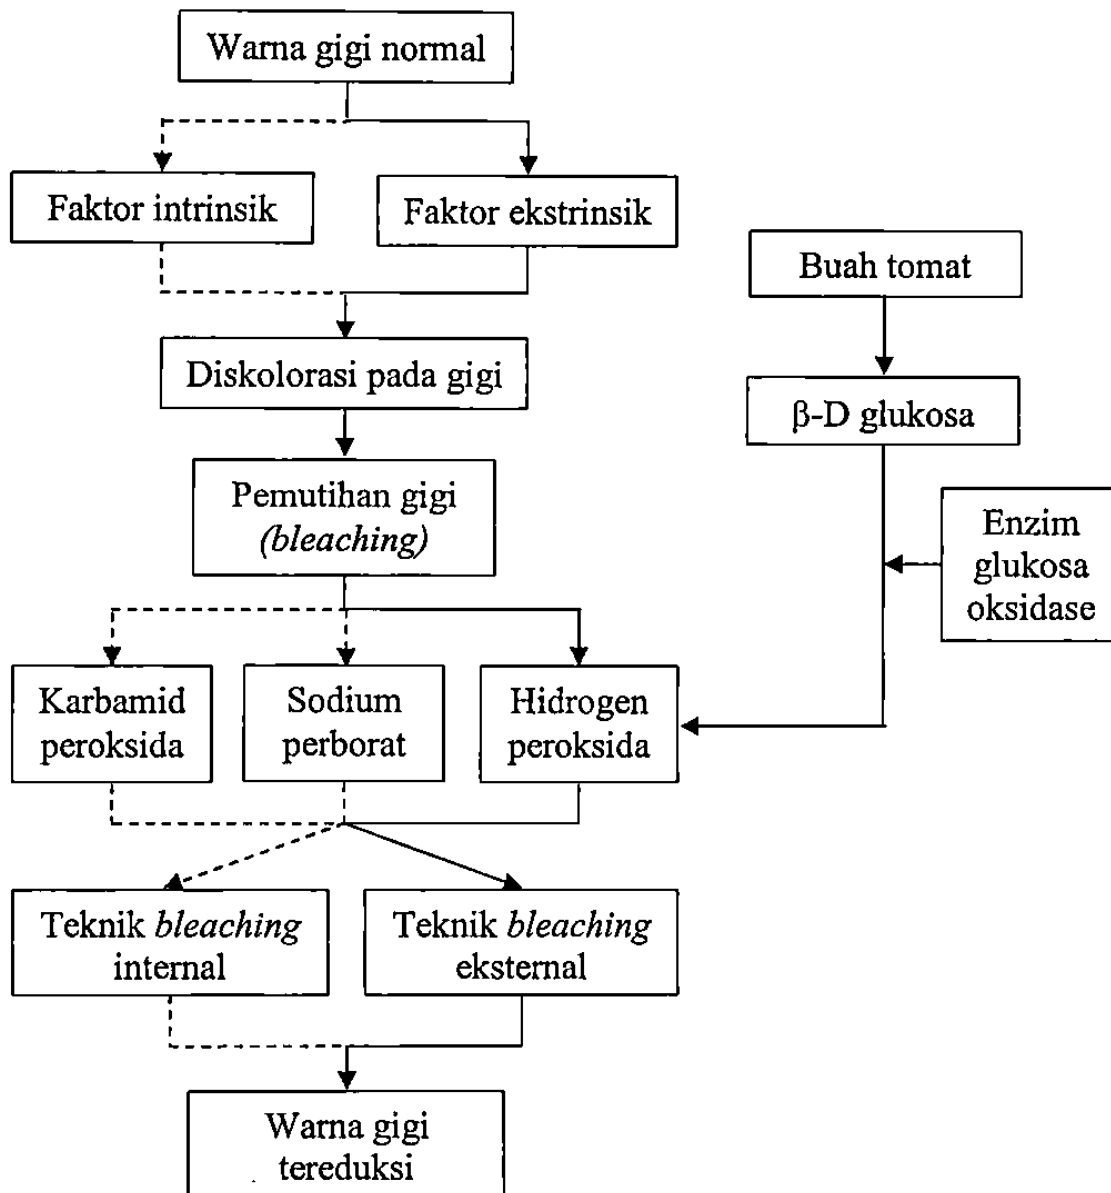 Warna gigi normal
Faktor intrinsik
Faktor ekstrinsik
Buah tomat
Diskolorasi pada gigi
β-D glukosa
Pemutihan gigi
(bleaching)
Enzim
glukosa
oksidase
Karbamid
peroksida
Sodium
perborat
Hidrogen
peroksida
Teknik bleaching
internal
Teknik bleaching
eksternal
Warna gigi
tereduksi